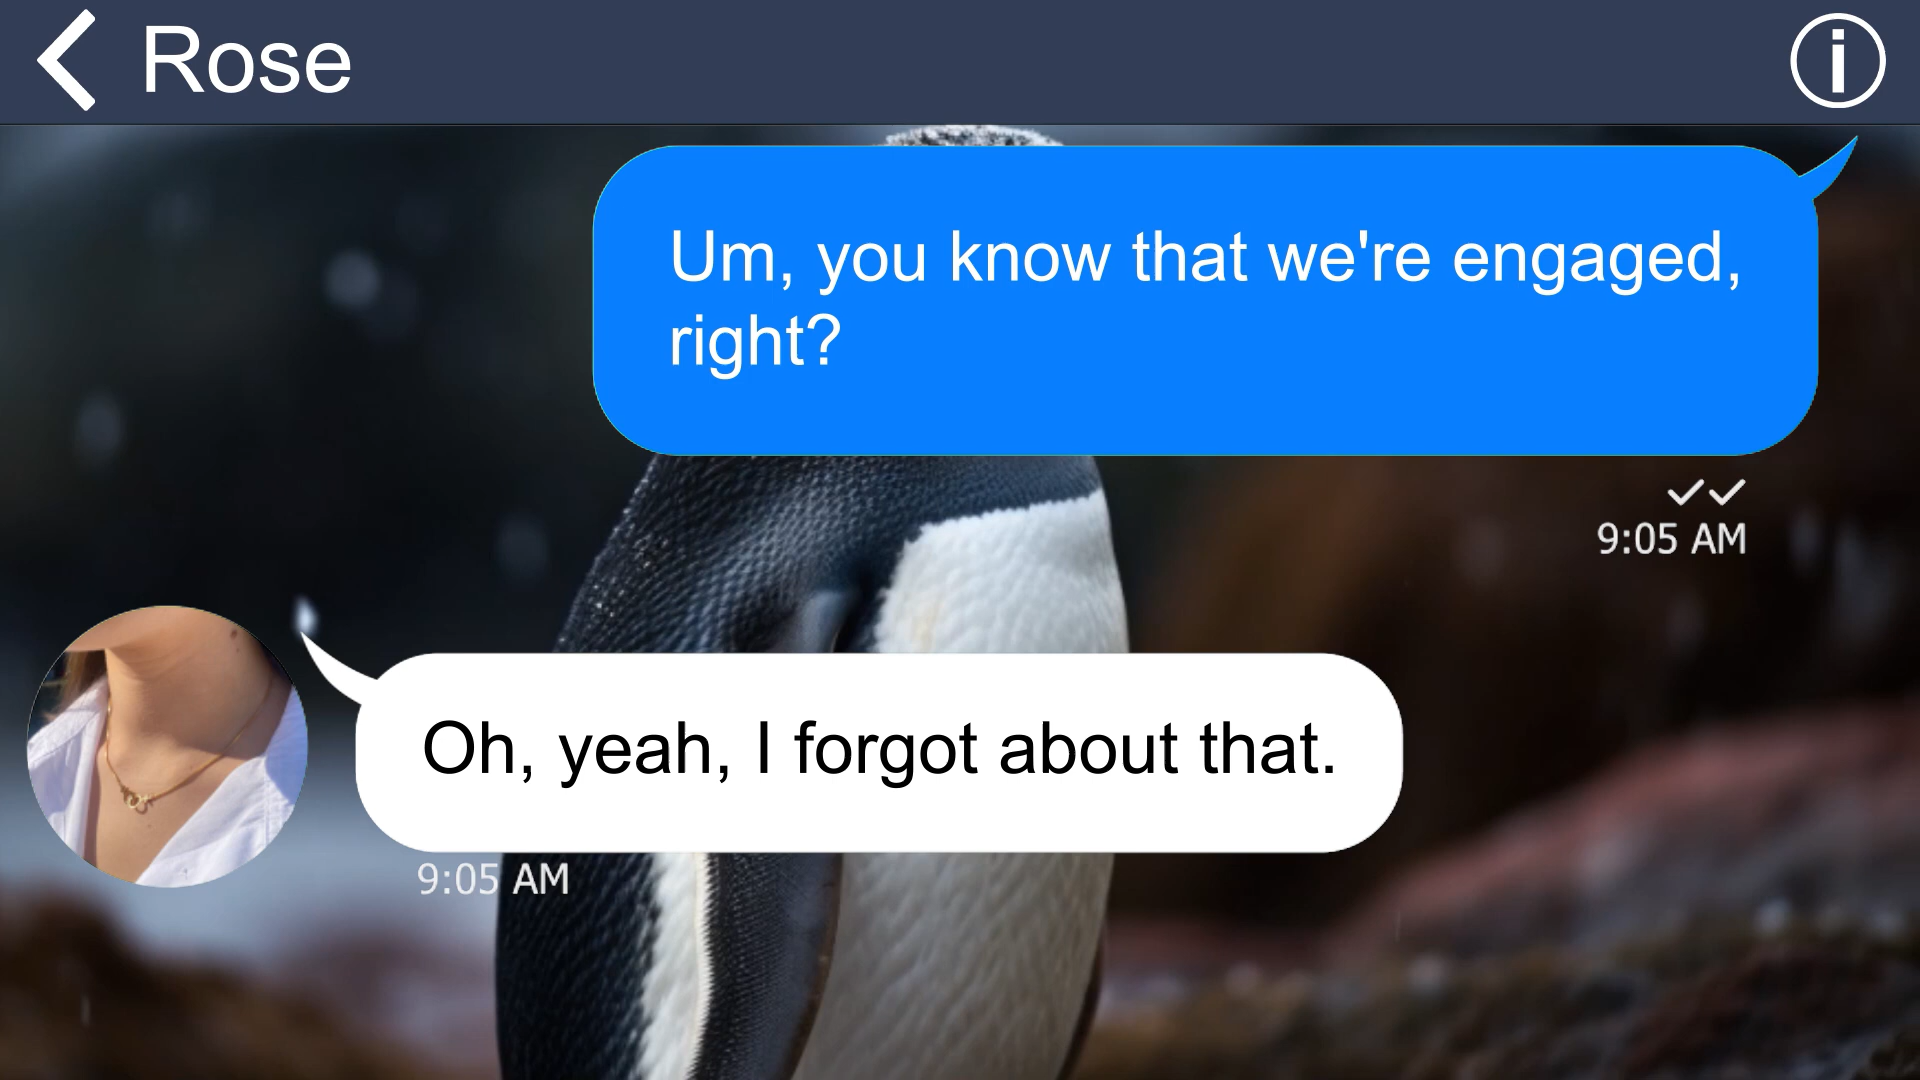 Rose
Um, you know that we're engaged,
right?
9:05 AM
Oh, yeah, I forgot about that.
9:05 AM